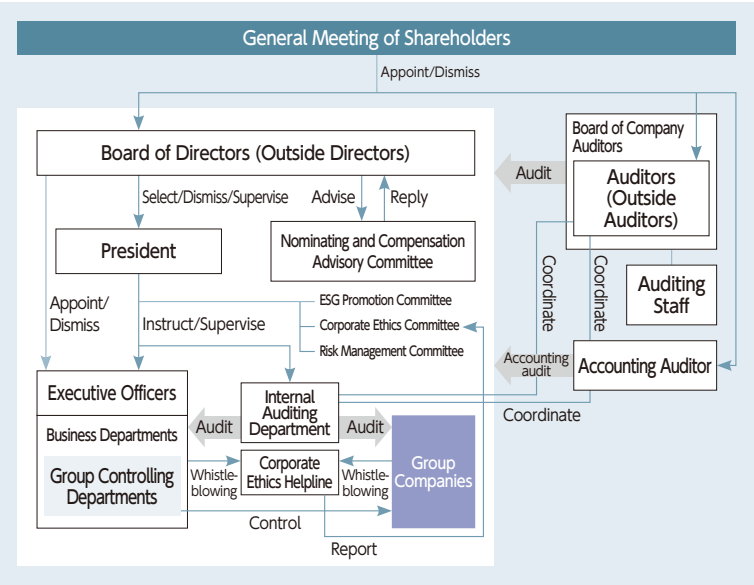 General Meeting of Shareholders
Appoint/Dismiss
Board of Directors (Outside Directors)
Board of Company
Auditors
Audit
Auditors
(Outside
Auditors)
Select/Dismiss/Supervise
Advise
Reply
President
Nominating and Compensation
Advisory Committee
Coordinate
Coordinate
Auditing
Staff
Appoint/
Dismiss
Instruct/Supervise
ESG Promotion Committee
Corporate Ethics Committee
Risk Management Committee
Accounting
audit
Accounting Auditor
Executive Officers
Internal
Auditing
Department
Coordinate
Business Departments
Audit
Audit
Group Controlling
Departments
Whistle-
blowing
Corporate
Ethics Helpline
Whistle-
blowing
Group
Companies
Control
Report